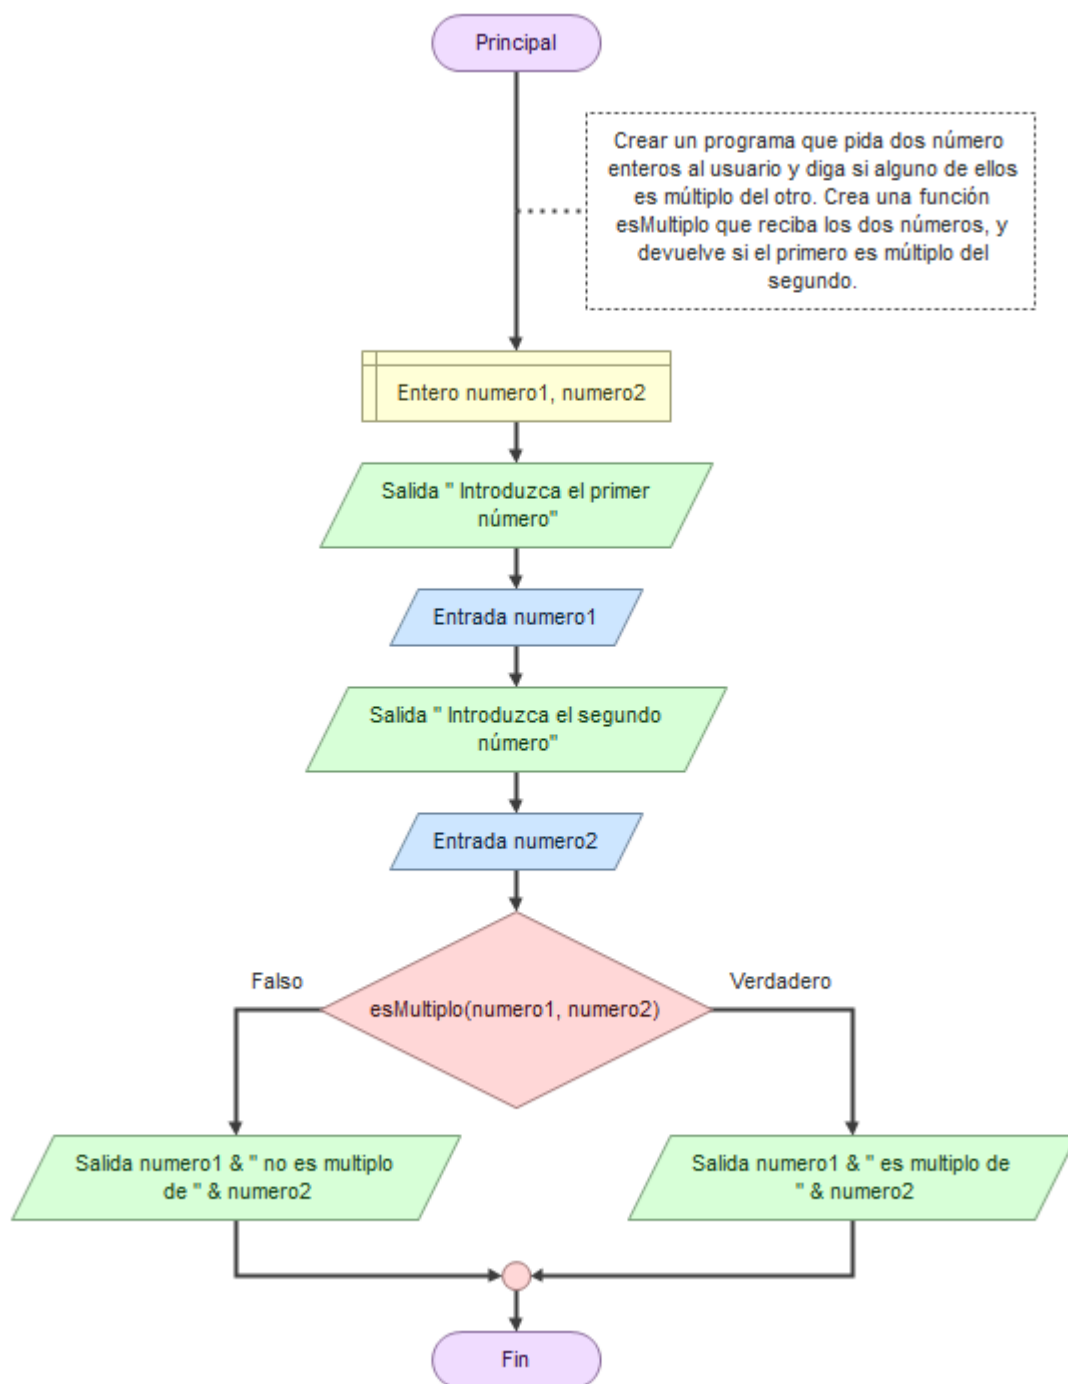 Principal
Crear un programa que pida dos número
enteros al usuario y diga si alguno de ellos
es múltiplo del otro. Crea una función
esMultiplo que reciba los dos números, y
devuelve si el primero es múltiplo del
segundo.
Entero numero1, numero2
Salida " Introduzca el primer
número"
Entrada numero1
Salida " Introduzca el segundo
número"
Entrada numero2
Falso
esMultiplo(numero1, numero2)
Verdadero
Salida numero1 & " no es multiplo
de " & numero2
Salida numero1 & " es multiplo de
" & numero2
Fin